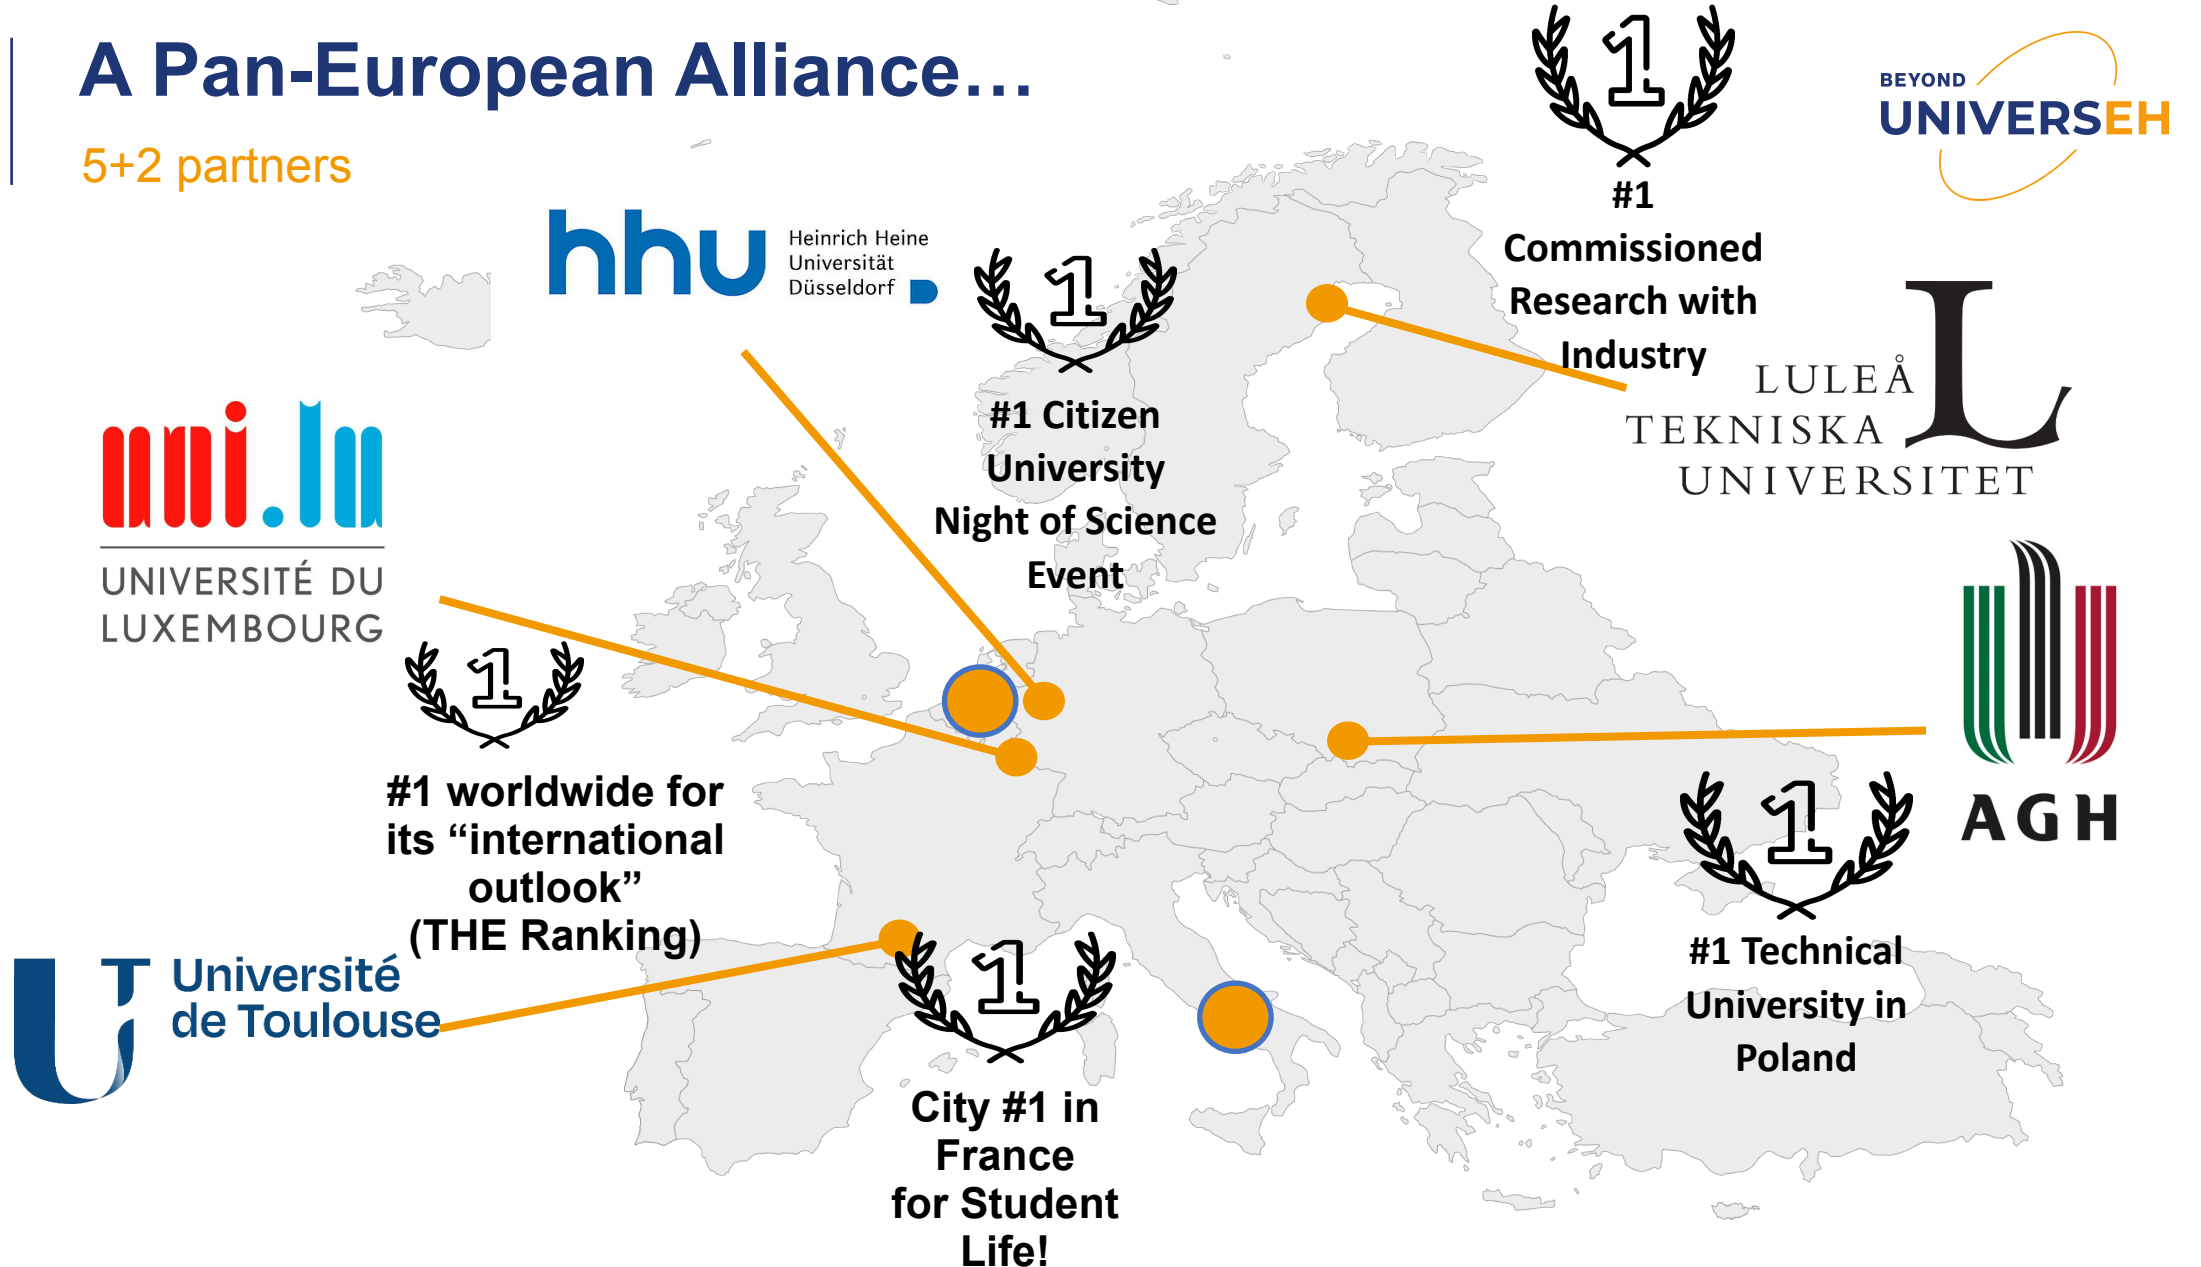 A Pan-European Alliance…
5+2 partners
BEYOND
UNIVERSEH
hhu
Heinrich Heine
Universität
Düsseldorf
1
#1 Citizen
University
Night of Science
Event
1
#1
Commissioned
Research with
Industry
LULEÅ
TEKNISKA
UNIVERSITET
L
uni.lu
UNIVERSITÉ DU
LUXEMBOURG
1
#1 worldwide for
its “international
outlook”
(THE Ranking)
AGH
1
#1 Technical
University in
Poland
UT
Université
de Toulouse
1
City #1 in
France
for Student
Life!